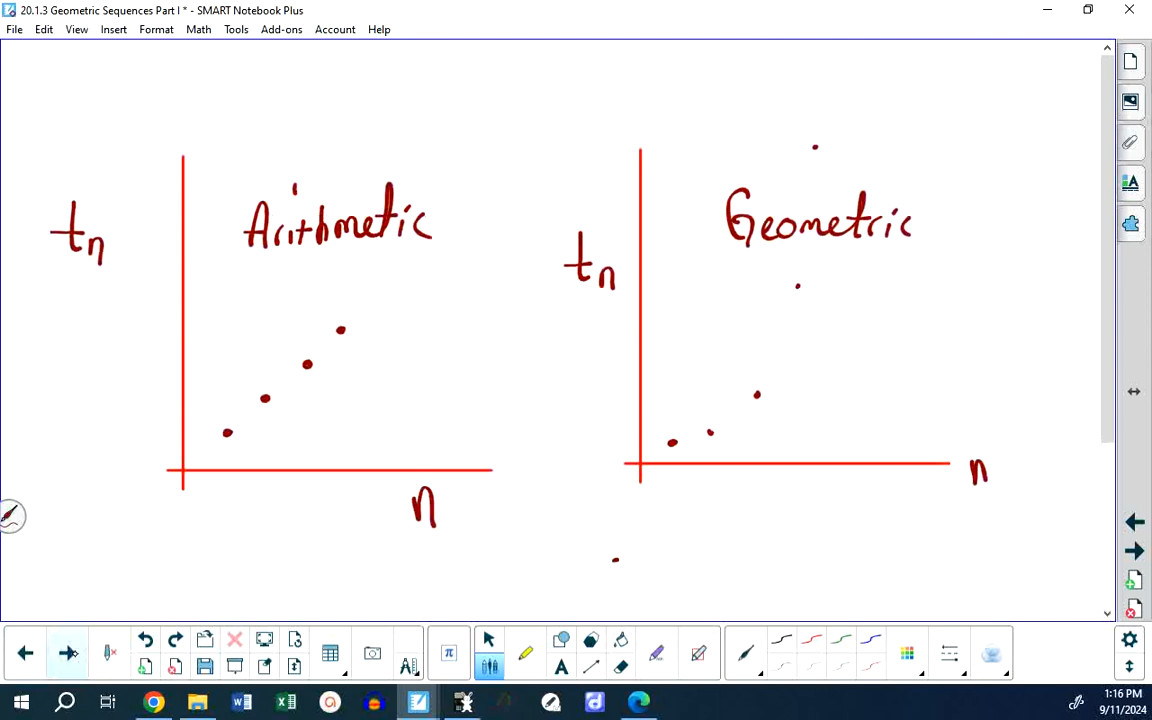 20.1.3 Geometric Sequences Part I * - SMART Notebook Plus
File Edit View Insert Format Math Tools Add-ons Account Help
Arithmetic
Geometric
tn
tn
n
n
π
1:16 PM
9/11/2024